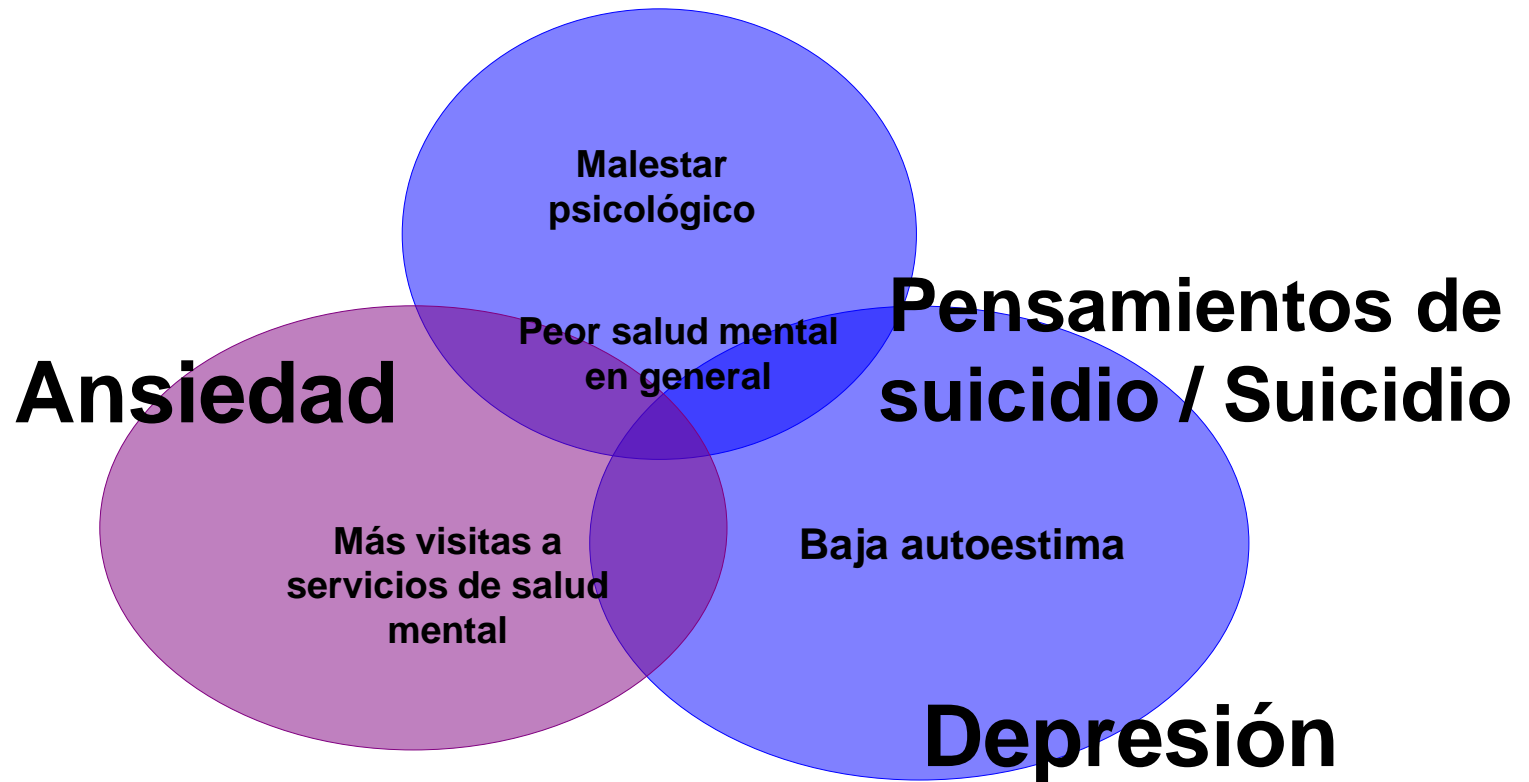 Malestar
psicológico
Pensamientos de
suicidio / Suicidio
Peor salud mental
en general
Ansiedad
Más visitas a
servicios de salud
mental
Baja autoestima
Depresión